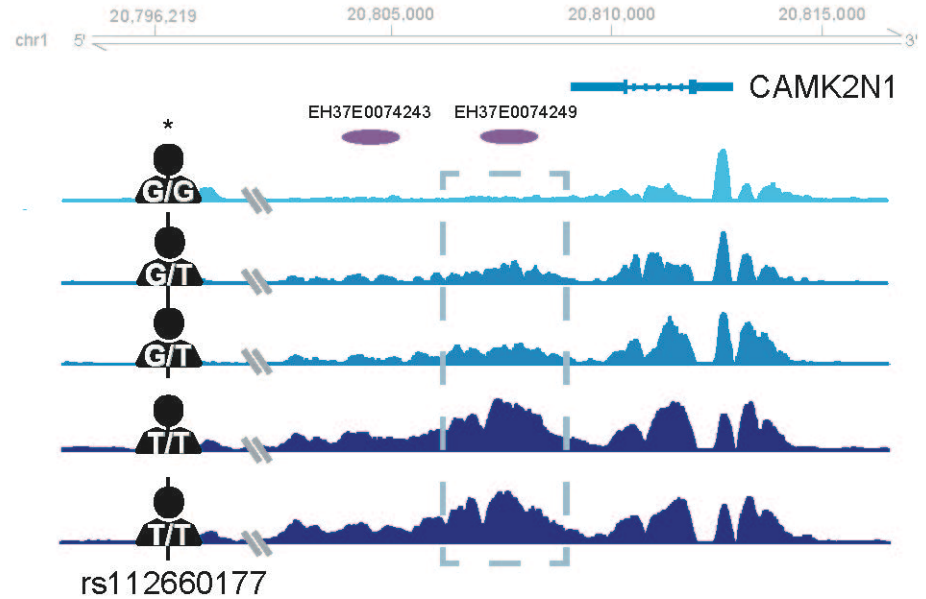 20,796,219 20,805,000 20,810,000 20,815,000
chr1 5' 3'
CAMK2N1
EH37E0074243 EH37E0074249
*
G/G
G/T
G/T
T/T
T/T
rs112660177